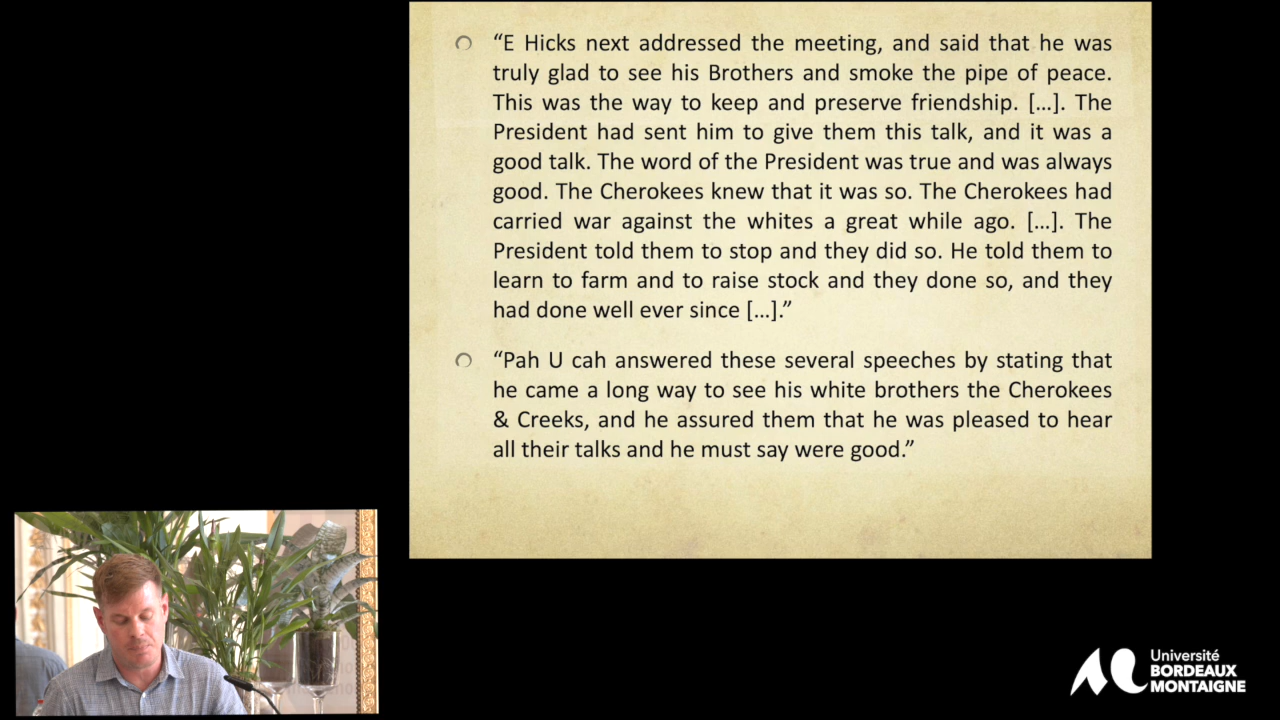 “E Hicks next addressed the meeting, and said that he was
truly glad to see his Brothers and smoke the pipe of peace.
This was the way to keep and preserve friendship. […]. The
President had sent him to give them this talk, and it was a
good talk. The word of the President was true and was always
good. The Cherokees knew that it was so. The Cherokees had
carried war against the whites a great while ago. […]. The
President told them to stop and they did so. He told them to
learn to farm and to raise stock and they done so, and they
had done well ever since […].”
“Pah U cah answered these several speeches by stating that
he came a long way to see his white brothers the Cherokees
& Creeks, and he assured them that he was pleased to hear
all their talks and he must say were good.”
Université
BORDEAUX
MONTAIGNE